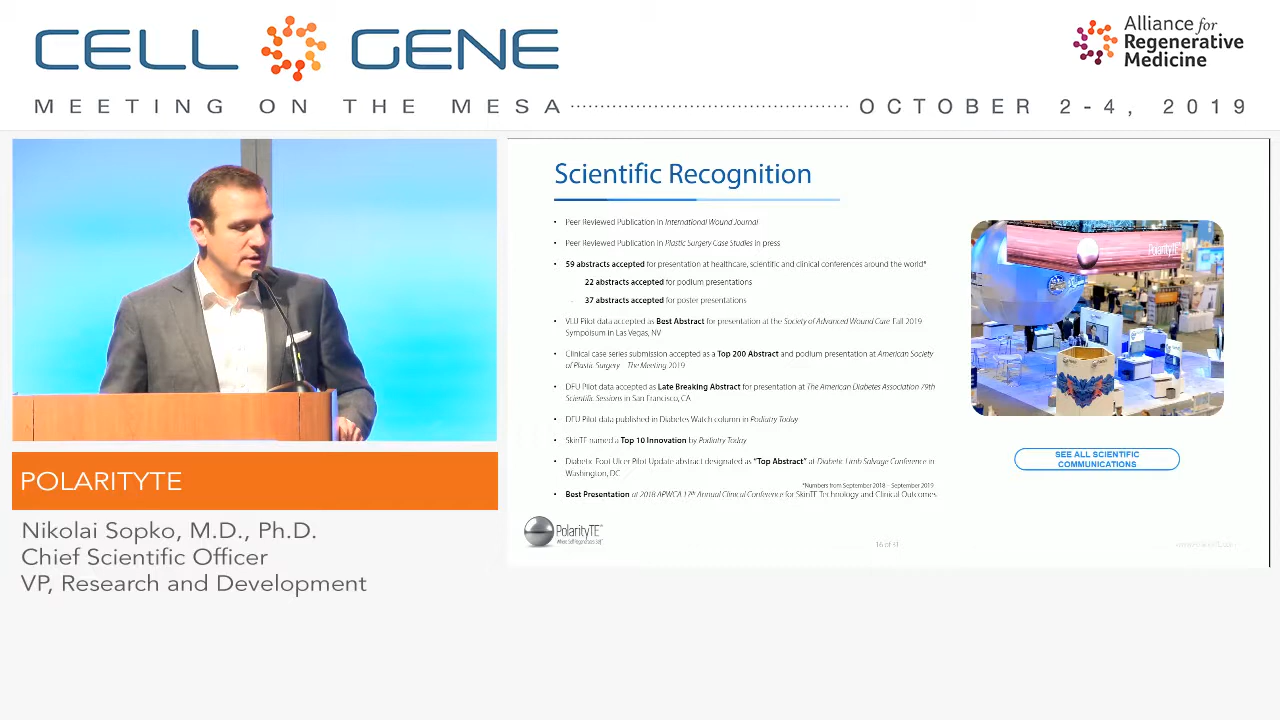 CELL GENE
Alliance for
Regenerative
Medicine
MEETING ON THE MESA OCTOBER 2-4, 2019
Scientific Recognition
• Peer Reviewed Publication in International Wound Journal
• Peer Reviewed Publication in Plastic Surgery Case Studies in press
• 59 abstracts accepted for presentation at healthcare, scientific and clinical conferences around the world*
22 abstracts accepted for podium presentations
37 abstracts accepted for poster presentations
• VLU Pilot data accepted as Best Abstract for presentation at the Society of Advanced Wound Care Fall 2019
Symposium in Las Vegas, NV
• Clinical case series submission accepted as a Top 200 Abstract and podium presentation at American Society
of Plastic Surgery - The Meeting 2019
• DFU Pilot data accepted as Late Breaking Abstract for presentation at The American Diabetes Association 79th
Scientific Sessions in San Francisco, CA
• DFU Pilot data published in Diabetes Watch column in Podiatry Today
• SkinTE named a Top 10 Innovation by Podiatry Today
• Diabetic Foot Ulcer Pilot Update abstract designated as "Top Abstract" at Diabetic Limb Salvage Conference in
Washington, DC
*Numbers from September 2018 - September 2019
• Best Presentation at 2018 APWCA 17th Annual Clinical Conference for SkinTE Technology and Clinical Outcomes
PolarityTE
SEE ALL SCIENTIFIC
COMMUNICATIONS
PolarityTE
Where Self Regenerates Self
16 of 31
POLARITYTE
Nikolai Sopko, M.D., Ph.D.
Chief Scientific Officer
VP, Research and Development